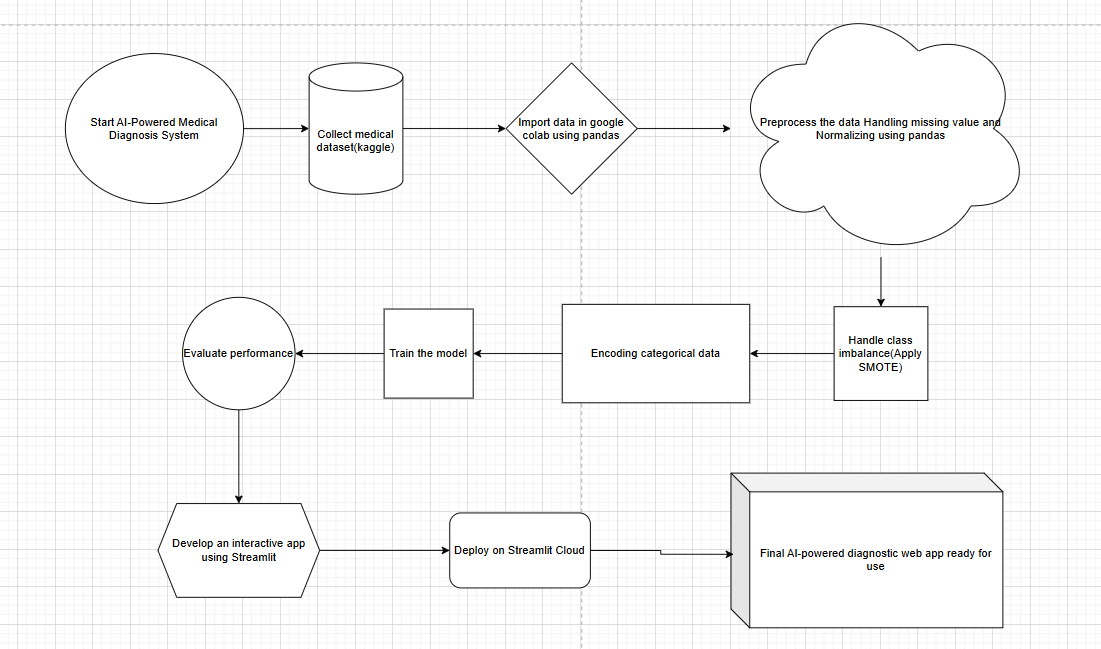 Start AI-Powered Medical
Diagnosis System
Collect medical
dataset(kaggle)
Import data in google
colab using pandas
Preprocess the data Handling missing value and
Normalizing using pandas
Handle class
imbalance(Apply
SMOTE)
Encoding categorical data
Train the model
Evaluate performance
Develop an interactive app
using Streamlit
Deploy on Streamlit Cloud
Final AI-powered diagnostic web app ready for
use